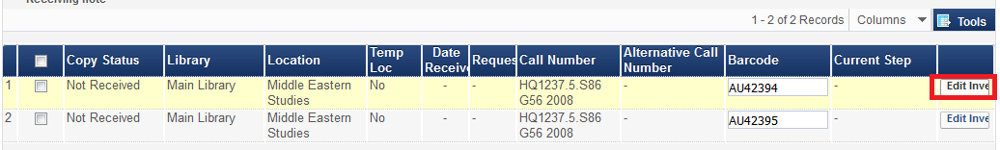 Receiving note
1 - 2 of 2 Records Columns Tools
Copy Status Library Location Temp Loc Date Receive Reques Call Number Alternative Call Number Barcode Current Step
1 Not Received Main Library Middle Eastern Studies No - - HQ1237.5.S86 G56 2008 - AU42394 - Edit Inve
2 Not Received Main Library Middle Eastern Studies No - - HQ1237.5.S86 G56 2008 - AU42395 - Edit Inve